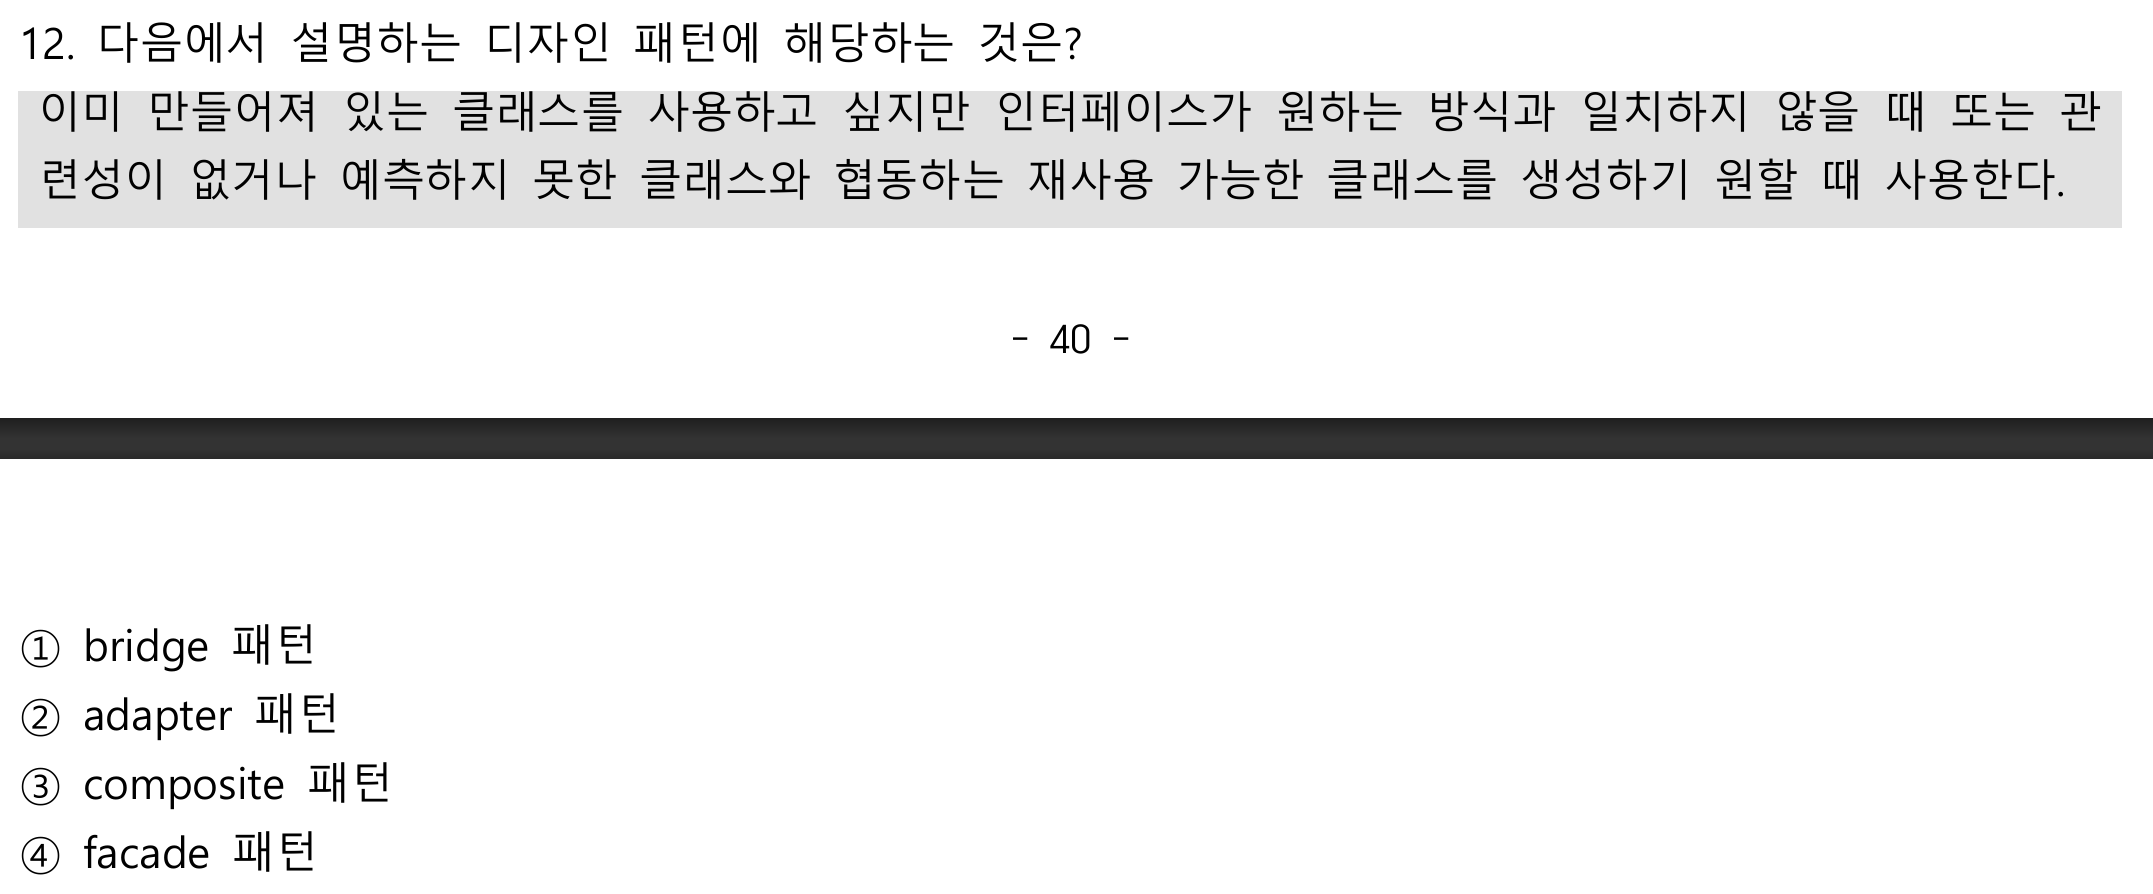 12. 다음에서 설명하는 디자인 패턴에 해당하는 것은?
이미 만들어져 있는 클래스를 사용하고 싶지만 인터페이스가 원하는 방식과 일치하지 않을 때 또는 관
련성이 없거나 예측하지 못한 클래스와 협동하는 재사용 가능한 클래스를 생성하기 원할 때 사용한다.
- 40 -
① bridge 패턴
② adapter 패턴
③ composite 패턴
④ facade 패턴